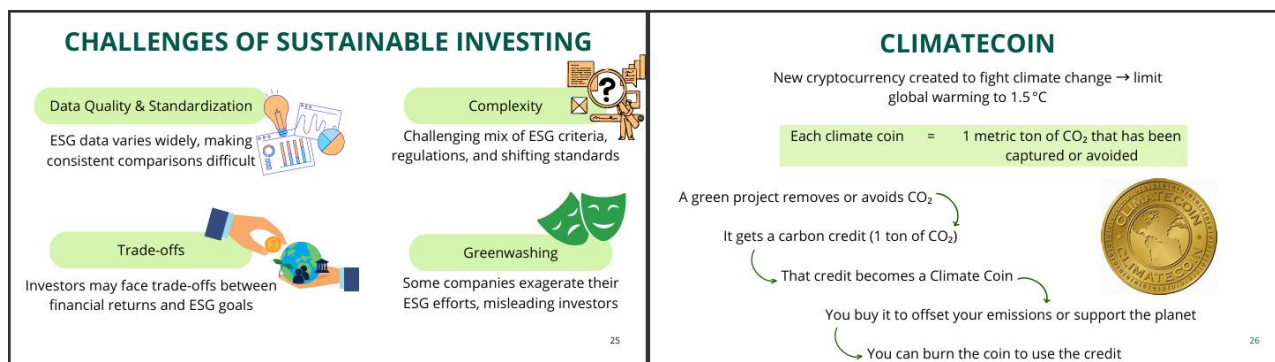 CHALLENGES OF SUSTAINABLE INVESTING
Data Quality & Standardization
ESG data varies widely, making
consistent comparisons difficult
Complexity
Challenging mix of ESG criteria,
regulations, and shifting standards
Trade-offs
Investors may face trade-offs between
financial returns and ESG goals
Greenwashing
Some companies exagerate their
ESG efforts, misleading investors
25
CLIMATECOIN
New cryptocurrency created to fight climate change → limit
global warming to 1.5°C
Each climate coin = 1 metric ton of CO₂ that has been
captured or avoided
A green project removes or avoids CO₂
It gets a carbon credit (1 ton of CO₂)
That credit becomes a Climate Coin
You buy it to offset your emissions or support the planet
You can burn the coin to use the credit
CLIMATECOIN
CLIMATECOIN
26